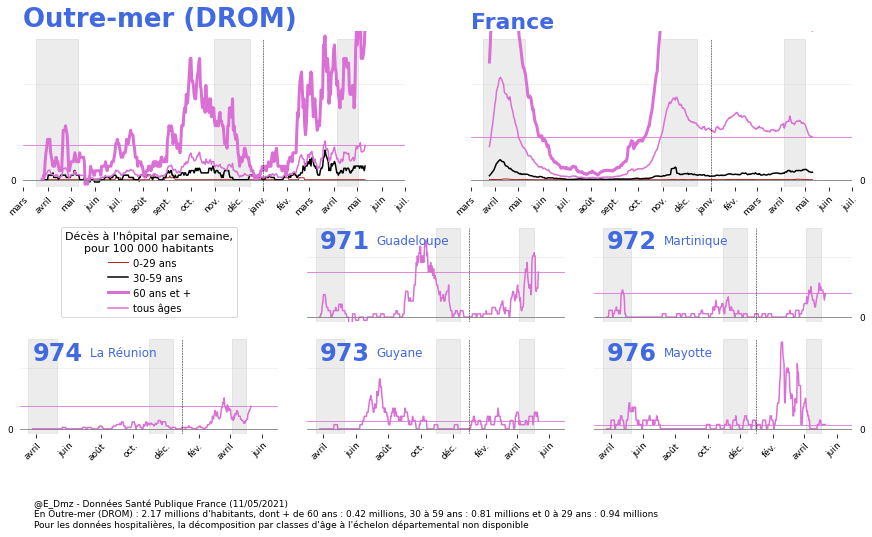 Outre-mer (DROM)
France
0
0
mars avril mai juin juil. août sept. oct. nov. déc. janv. fév. mars avril mai juin juil.
mars avril mai juin juil. août sept. oct. nov. déc. janv. fév. mars avril mai juin juil.
Décès à l'hôpital par semaine,
pour 100 000 habitants
0-29 ans
30-59 ans
60 ans et +
tous âges
971 Guadeloupe
972 Martinique
0
974 La Réunion
973 Guyane
976 Mayotte
0
0
avril juin août oct. déc. fév. avril juin
avril juin août oct. déc. fév. avril juin
avril juin août oct. déc. fév. avril juin
@E_Dmz - Données Santé Publique France (11/05/2021)
En Outre-mer (DROM) : 2.17 millions d'habitants, dont + de 60 ans : 0.42 millions, 30 à 59 ans : 0.81 millions et 0 à 29 ans : 0.94 millions
Pour les données hospitalières, la décomposition par classes d'âge à l'échelon départemental non disponible